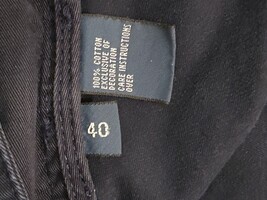 100% COTTON
EXCLUSIVE OF
DECORATION
CARE INSTRUCTIONS
OVER
40